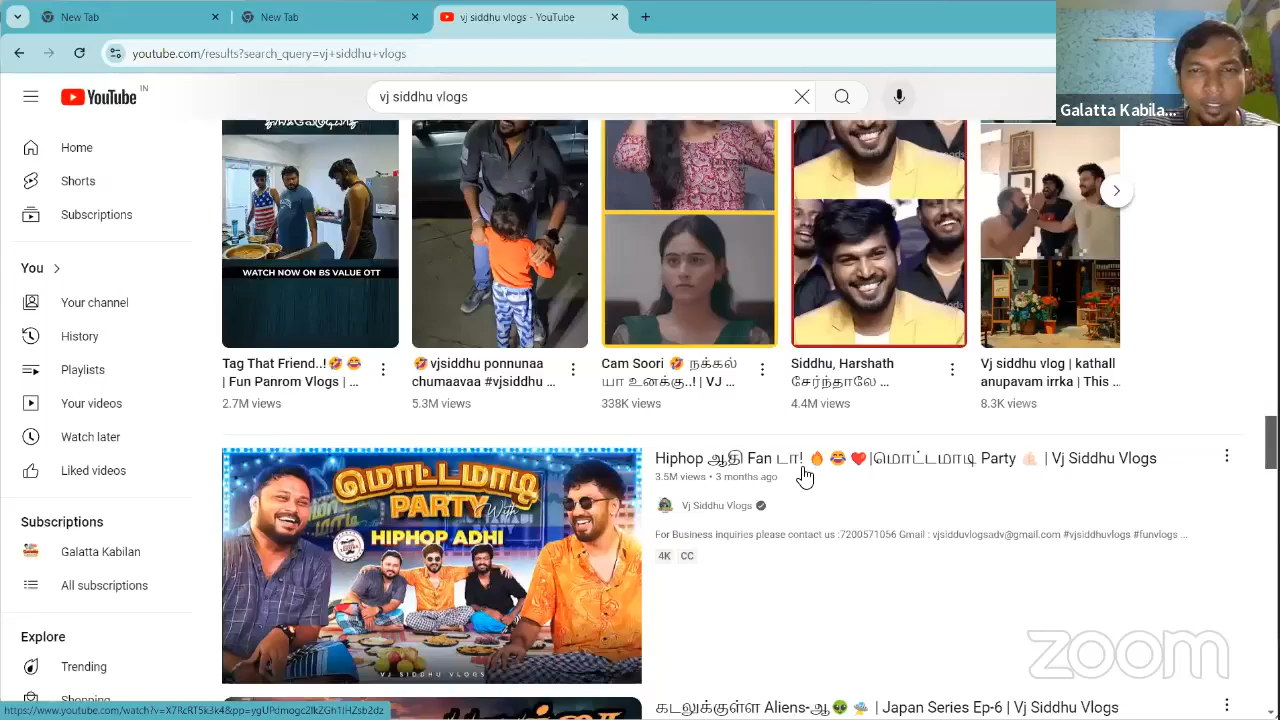 New Tab
New Tab
vj siddhu vlogs - YouTube
youtube.com/results?search_query=vj+siddhu+vlogs
Galatta Kabila...
YouTube IN
vj siddhu vlogs
Home
Shorts
Subscriptions
You
Your channel
History
Playlists
Your videos
Watch later
Liked videos
Subscriptions
Galatta Kabilan
All subscriptions
Explore
Trending
Shopping
WATCH NOW ON BS VALUE OTT
Tag That Friend..!🤣😂
| Fun Panrom Vlogs | ...
2.7M views
🤣vjsiddhu ponnunaa
chumaavaa #vjsiddhu ...
5.3M views
Cam Soori 🤣 நக்கல்
யா உனக்கு..! | VJ ...
338K views
Siddhu, Harshath
சேர்ந்தாலே ...
4.4M views
Vj siddhu vlog | kathall
anupavam irrka | This ...
8.3K views
மொட்டமாடி
PARTY With
HIPHOP ADHI
VJ SIDDHU VLOGS
Hiphop ஆதி Fan டா! 🔥😂💔|மொட்டமாடி Party 🤙🏻 | Vj Siddhu Vlogs
3.5M views • 3 months ago
Vj Siddhu Vlogs
For Business inquiries please contact us :7200571056 Gmail : vjsidduvlogsadv@gmail.com #vjsiddhuvlogs #funvlogs ...
4K CC
zoom
கடலுக்குள்ள Aliens-ஆ👽🛸 | Japan Series Ep-6 | Vj Siddhu Vlogs